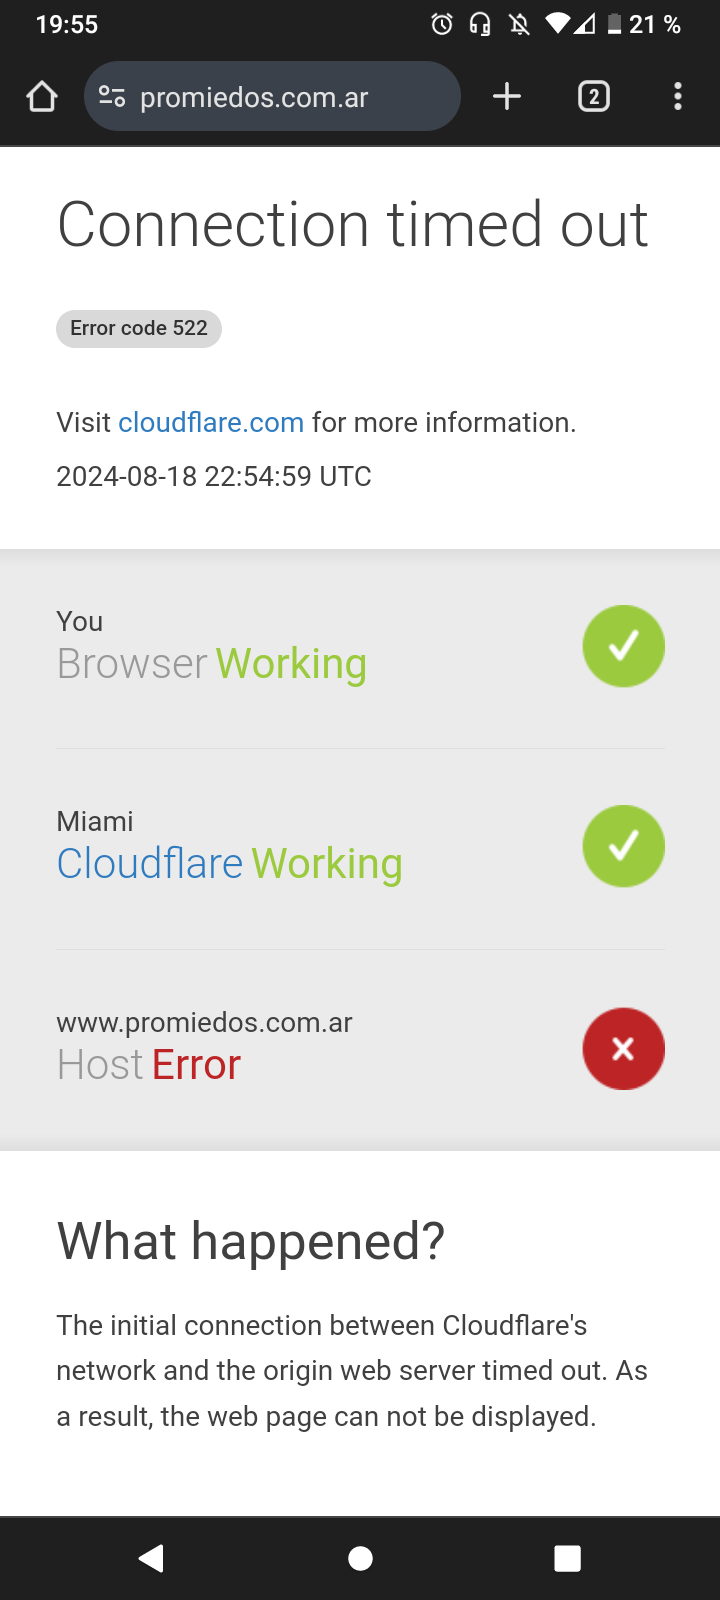 19:55
21 %
promiedos.com.ar
2
Connection timed out
Error code 522
Visit cloudflare.com for more information.
2024-08-18 22:54:59 UTC
You
Browser Working
Miami
Cloudflare Working
www.promiedos.com.ar
Host Error
What happened?
The initial connection between Cloudflare's
network and the origin web server timed out. As
a result, the web page can not be displayed.